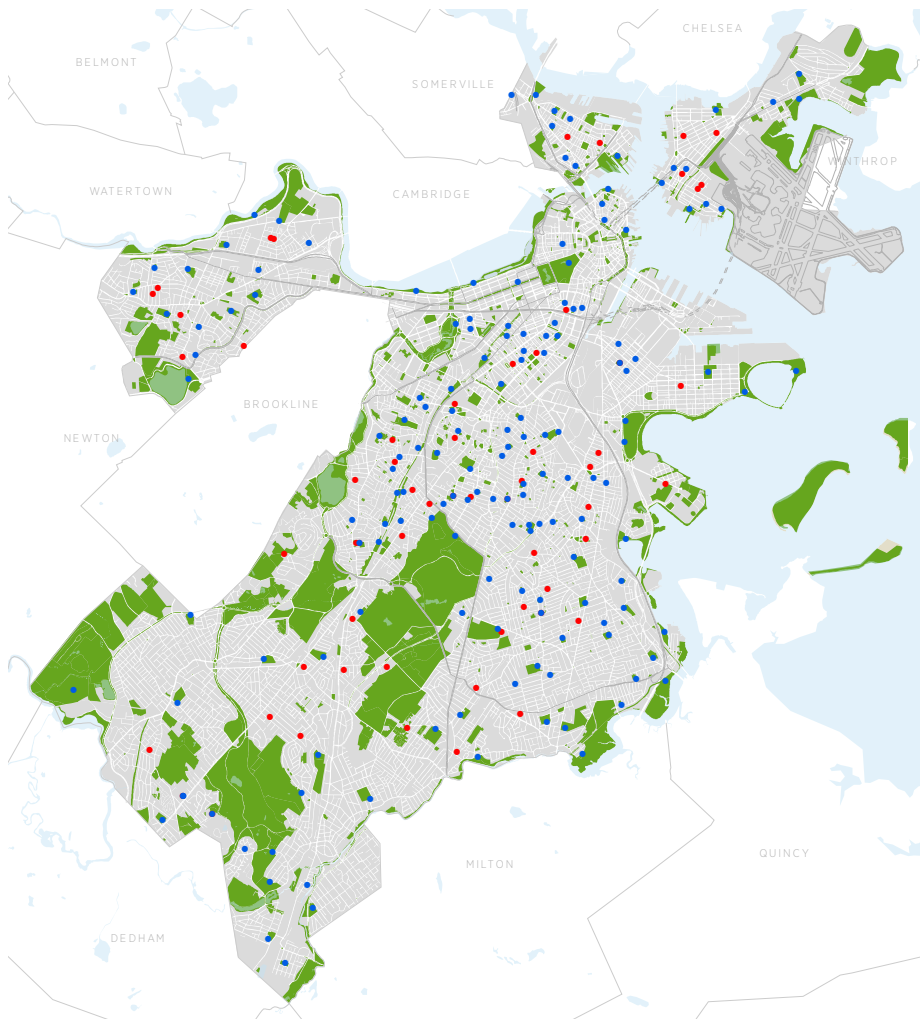 CHELSEA
BELMONT
SOMERVILLE
WINTHROP
WATERTOWN
CAMBRIDGE
BROOKLINE
NEWTON
QUINCY
MILTON
DEDHAM